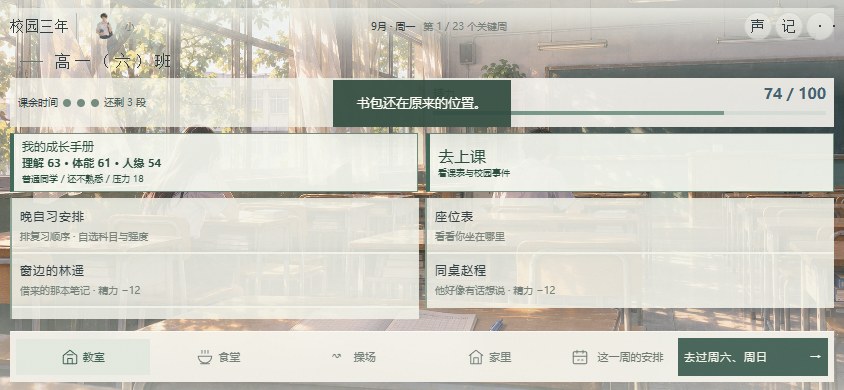 校园三年
小
9月 · 周一 第 1 / 23 个关键周
声 记 · ·
高一（六）班
课余时间 ● ● ● 还剩 3 段
书包还在原来的位置。
74 / 100
我的成长手册
理解 63 • 体能 61 • 人缘 54
普通同学 / 还不熟悉 / 压力 18
去上课
看课表与校园事件
晚自习安排
排复习顺序 · 自选科目与强度
座位表
看看你坐在哪里
窗边的林遥
借来的那本笔记 · 精力 −12
同桌赵程
他好像有话想说 · 精力 −12
教室
食堂
操场
家里
这一周的安排
去过周六、周日 →